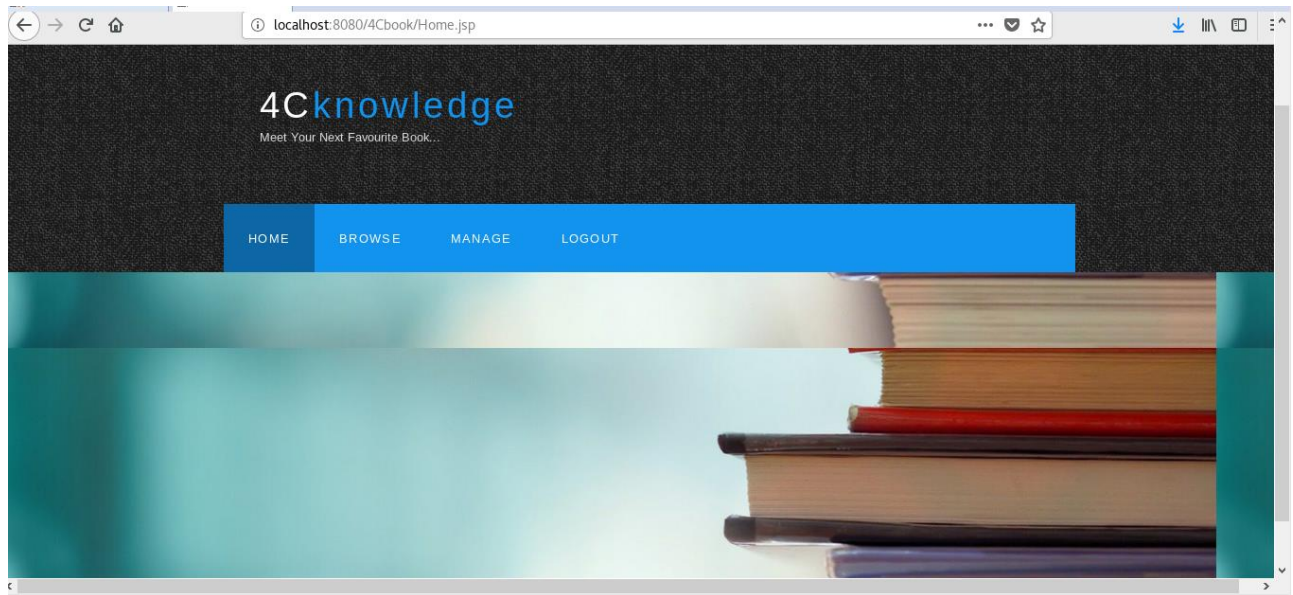 localhost:8080/4Cbook/Home.jsp
4Cknowledge
Meet Your Next Favourite Book...
HOME BROWSE MANAGE LOGOUT